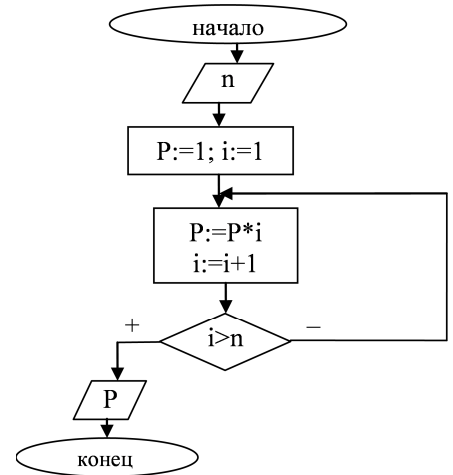 начало
n
P:=1; i:=1
P:=P*i
i:=i+1
+
i>n
–
P
конец